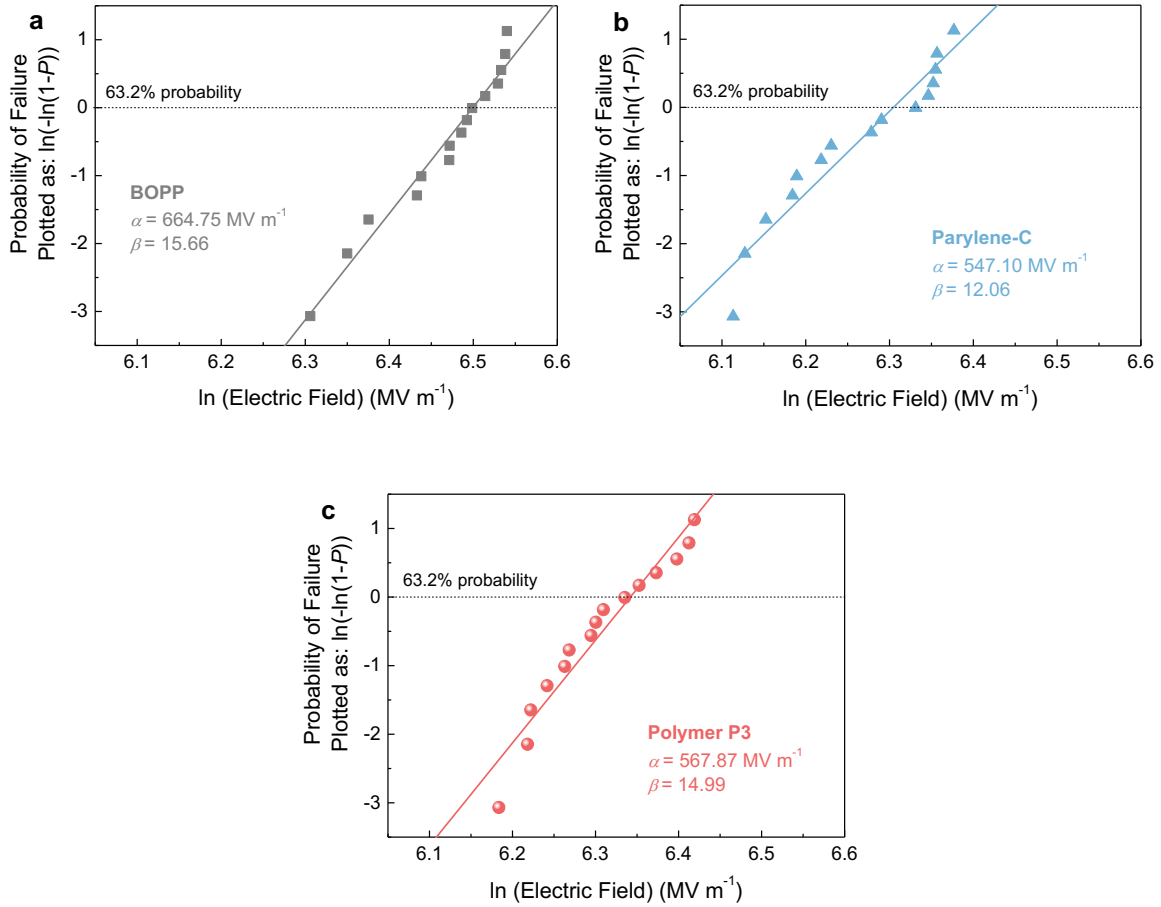 a
Probability of Failure
Plotted as: ln(-ln(1-P))
1
0
-1
-2
-3
63.2% probability
BOPP
α = 664.75 MV m⁻¹
β = 15.66
6.1 6.2 6.3 6.4 6.5 6.6
ln (Electric Field) (MV m⁻¹)
b
Probability of Failure
Plotted as: ln(-ln(1-P))
1
0
-1
-2
-3
63.2% probability
Parylene-C
α = 547.10 MV m⁻¹
β = 12.06
6.1 6.2 6.3 6.4 6.5 6.6
ln (Electric Field) (MV m⁻¹)
c
Probability of Failure
Plotted as: ln(-ln(1-P))
1
0
-1
-2
-3
63.2% probability
Polymer P3
α = 567.87 MV m⁻¹
β = 14.99
6.1 6.2 6.3 6.4 6.5 6.6
ln (Electric Field) (MV m⁻¹)